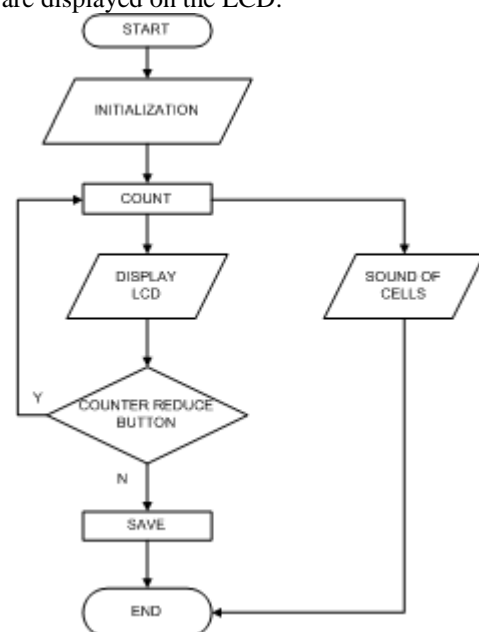 are displayed on the LCD.
START
INITIALIZATION
COUNT
DISPLAY
LCD
SOUND OF
CELLS
Y
COUNTER REDUCE
BUTTON
N
SAVE
END